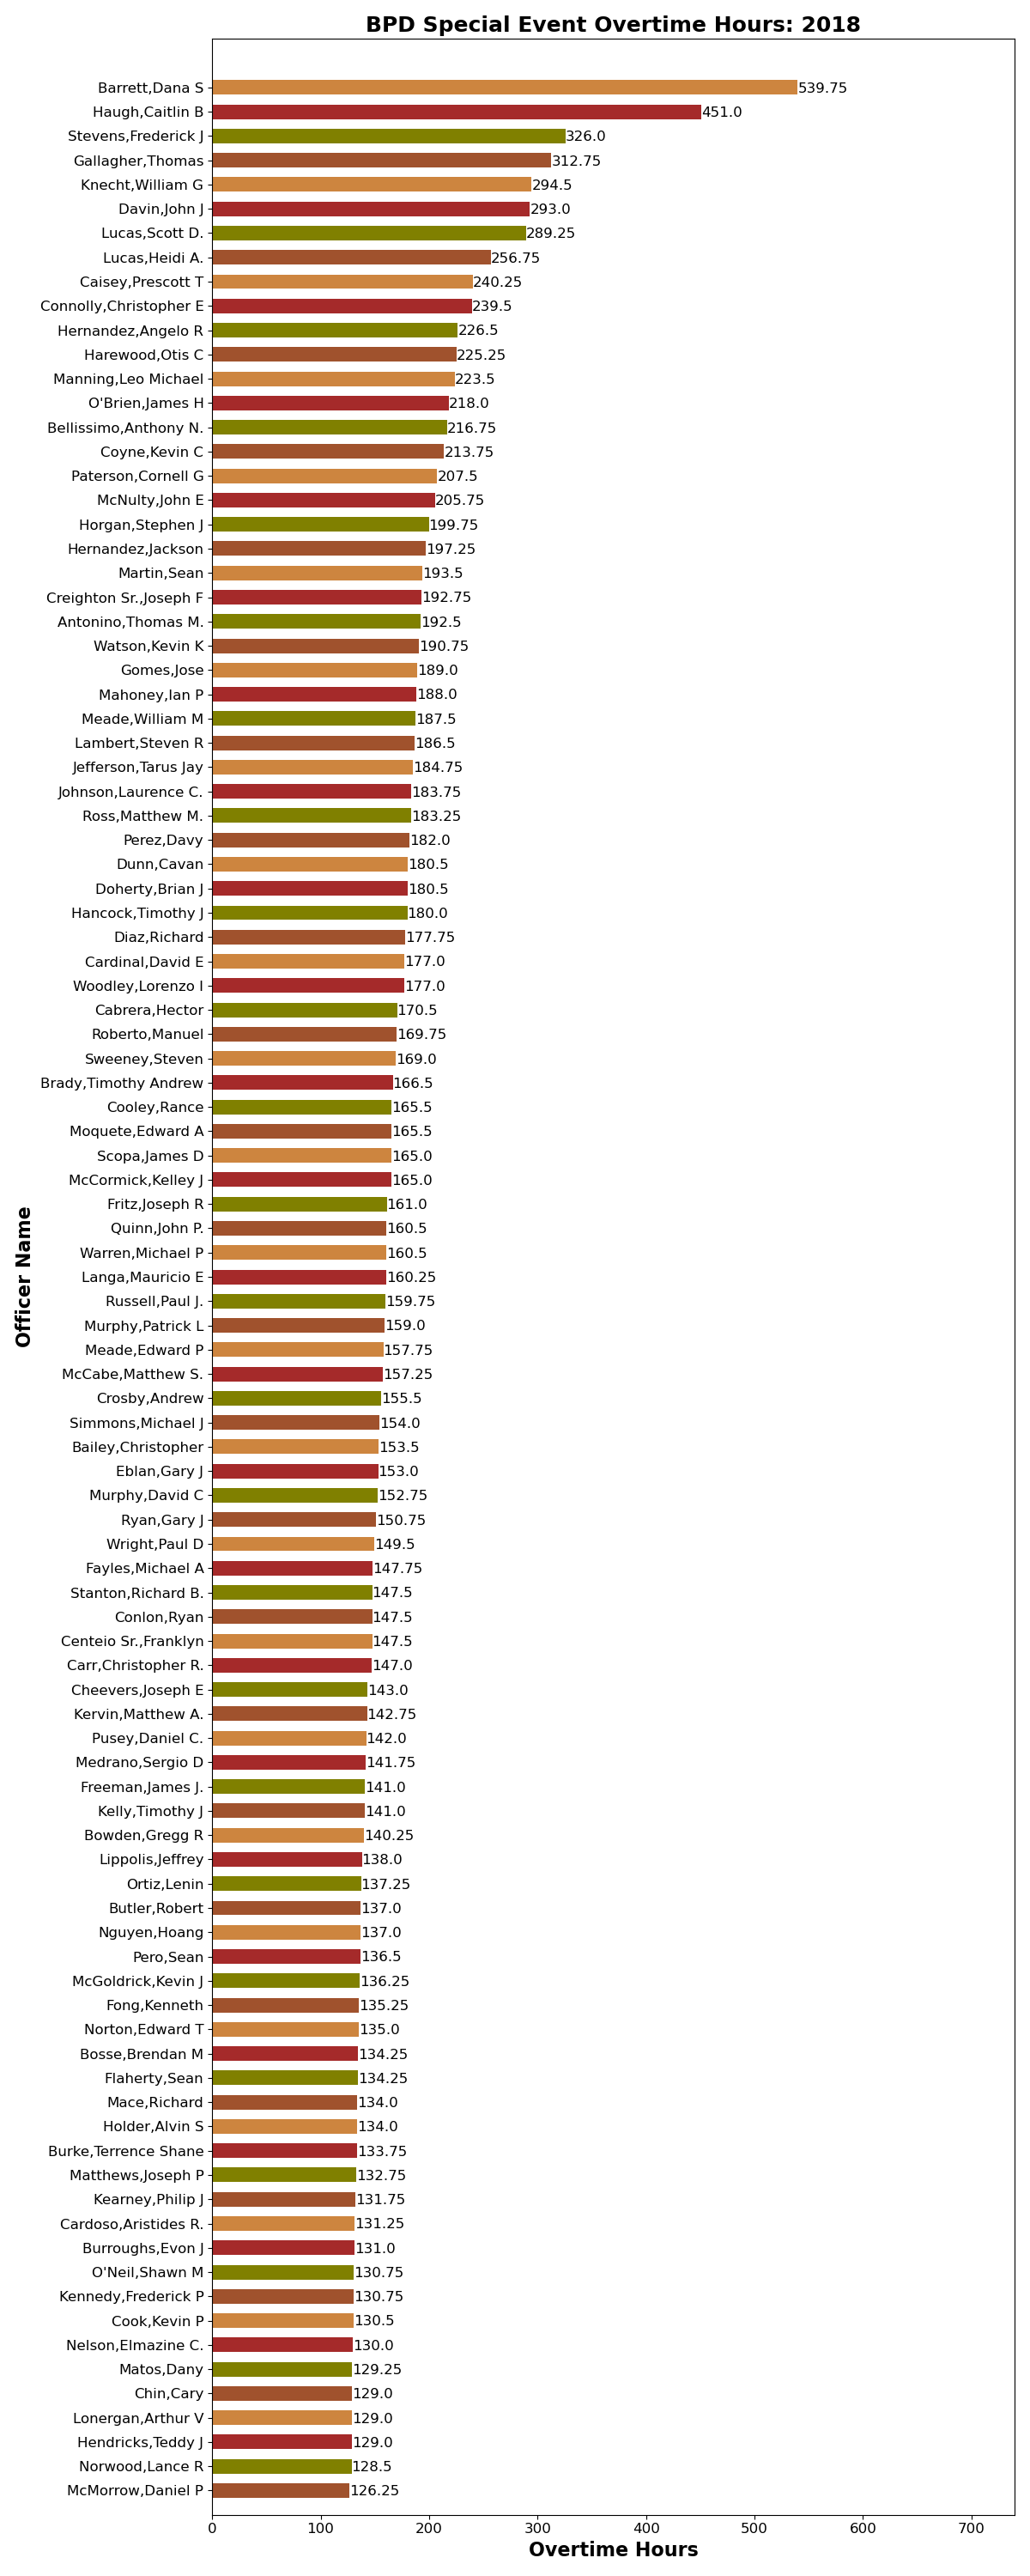 BPD Special Event Overtime Hours: 2018
Barrett,Dana S 539.75
Haugh,Caitlin B 451.0
Stevens,Frederick J 326.0
Gallagher,Thomas 312.75
Knecht,William G 294.5
Davin,John J 293.0
Lucas,Scott D. 289.25
Lucas,Heidi A. 256.75
Caisey,Prescott T 240.25
Connolly,Christopher E 239.5
Hernandez,Angelo R 226.5
Harewood,Otis C 225.25
Manning,Leo Michael 223.5
O'Brien,James H 218.0
Bellissimo,Anthony N. 216.75
Coyne,Kevin C 213.75
Paterson,Cornell G 207.5
McNulty,John E 205.75
Horgan,Stephen J 199.75
Hernandez,Jackson 197.25
Martin,Sean 193.5
Creighton Sr.,Joseph F 192.75
Antonino,Thomas M. 192.5
Watson,Kevin K 190.75
Gomes,Jose 189.0
Mahoney,Ian P 188.0
Meade,William M 187.5
Lambert,Steven R 186.5
Jefferson,Tarus Jay 184.75
Johnson,Laurence C. 183.75
Ross,Matthew M. 183.25
Perez,Davy 182.0
Dunn,Cavan 180.5
Doherty,Brian J 180.5
Hancock,Timothy J 180.0
Diaz,Richard 177.75
Cardinal,David E 177.0
Woodley,Lorenzo I 177.0
Cabrera,Hector 170.5
Roberto,Manuel 169.75
Sweeney,Steven 169.0
Brady,Timothy Andrew 166.5
Cooley,Rance 165.5
Moquete,Edward A 165.5
Scopa,James D 165.0
McCormick,Kelley J 165.0
Fritz,Joseph R 161.0
Quinn,John P. 160.5
Warren,Michael P 160.5
Langa,Mauricio E 160.25
Russell,Paul J. 159.75
Murphy,Patrick L 159.0
Meade,Edward P 157.75
McCabe,Matthew S. 157.25
Crosby,Andrew 155.5
Simmons,Michael J 154.0
Bailey,Christopher 153.5
Eblan,Gary J 153.0
Murphy,David C 152.75
Ryan,Gary J 150.75
Wright,Paul D 149.5
Fayles,Michael A 147.75
Stanton,Richard B. 147.5
Conlon,Ryan 147.5
Centeio Sr.,Franklyn 147.5
Carr,Christopher R. 147.0
Cheevers,Joseph E 143.0
Kervin,Matthew A. 142.75
Pusey,Daniel C. 142.0
Medrano,Sergio D 141.75
Freeman,James J. 141.0
Kelly,Timothy J 141.0
Bowden,Gregg R 140.25
Lippolis,Jeffrey 138.0
Ortiz,Lenin 137.25
Butler,Robert 137.0
Nguyen,Hoang 137.0
Pero,Sean 136.5
McGoldrick,Kevin J 136.25
Fong,Kenneth 135.25
Norton,Edward T 135.0
Bosse,Brendan M 134.25
Flaherty,Sean 134.25
Mace,Richard 134.0
Holder,Alvin S 134.0
Burke,Terrence Shane 133.75
Matthews,Joseph P 132.75
Kearney,Philip J 131.75
Cardoso,Aristides R. 131.25
Burroughs,Evon J 131.0
O'Neil,Shawn M 130.75
Kennedy,Frederick P 130.75
Cook,Kevin P 130.5
Nelson,Elmazine C. 130.0
Matos,Dany 129.25
Chin,Cary 129.0
Lonergan,Arthur V 129.0
Hendricks,Teddy J 129.0
Norwood,Lance R 128.5
McMorrow,Daniel P 126.25
0 100 200 300 400 500 600 700
Overtime Hours
Officer Name